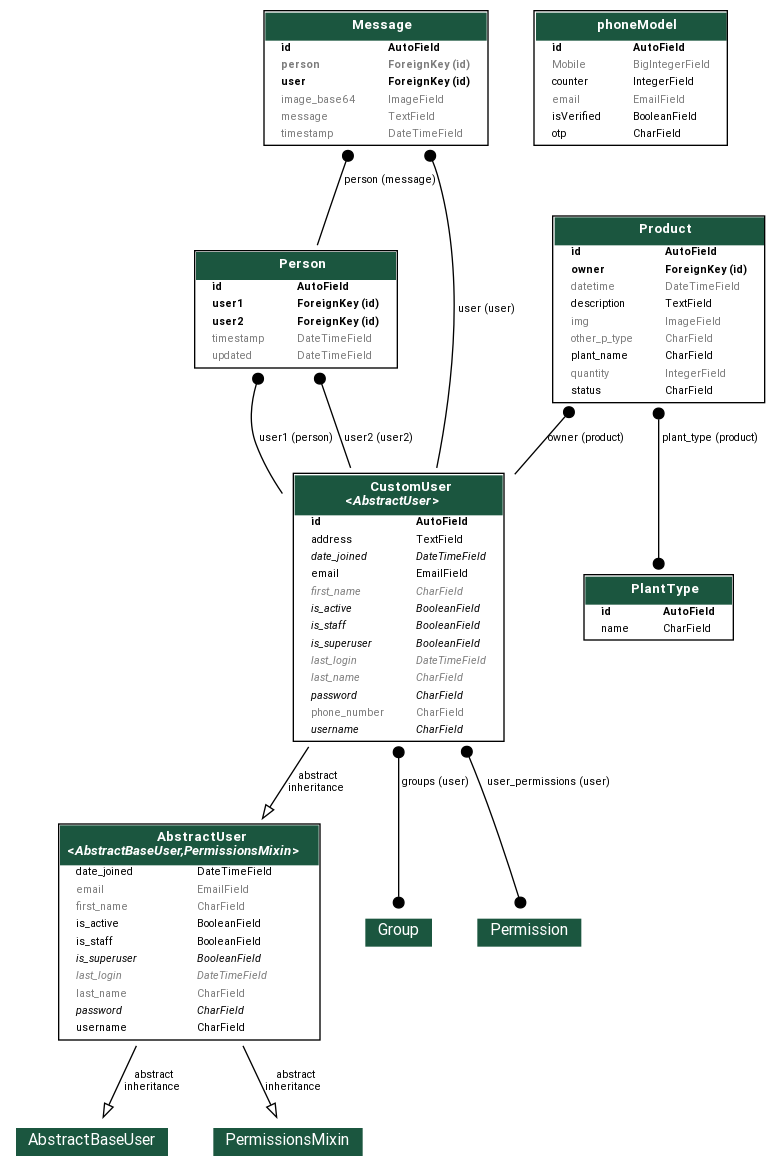 Message
id AutoField
person ForeignKey (id)
user ForeignKey (id)
image_base64 ImageField
message TextField
timestamp DateTimeField
phoneModel
id AutoField
Mobile BigIntegerField
counter IntegerField
email EmailField
isVerified BooleanField
otp CharField
person (message)
user (user)
Person
id AutoField
user1 ForeignKey (id)
user2 ForeignKey (id)
timestamp DateTimeField
updated DateTimeField
Product
id AutoField
owner ForeignKey (id)
datetime DateTimeField
description TextField
img ImageField
other_p_type CharField
plant_name CharField
quantity IntegerField
status CharField
user1 (person)
user2 (user2)
owner (product)
plant_type (product)
CustomUser
<AbstractUser>
id AutoField
address TextField
date_joined DateTimeField
email EmailField
first_name CharField
is_active BooleanField
is_staff BooleanField
is_superuser BooleanField
last_login DateTimeField
last_name CharField
password CharField
phone_number CharField
username CharField
PlantType
id AutoField
name CharField
abstract
inheritance
groups (user)
user_permissions (user)
AbstractUser
<AbstractBaseUser,PermissionsMixin>
date_joined DateTimeField
email EmailField
first_name CharField
is_active BooleanField
is_staff BooleanField
is_superuser BooleanField
last_login DateTimeField
last_name CharField
password CharField
username CharField
Group
Permission
abstract
inheritance
abstract
inheritance
AbstractBaseUser
PermissionsMixin